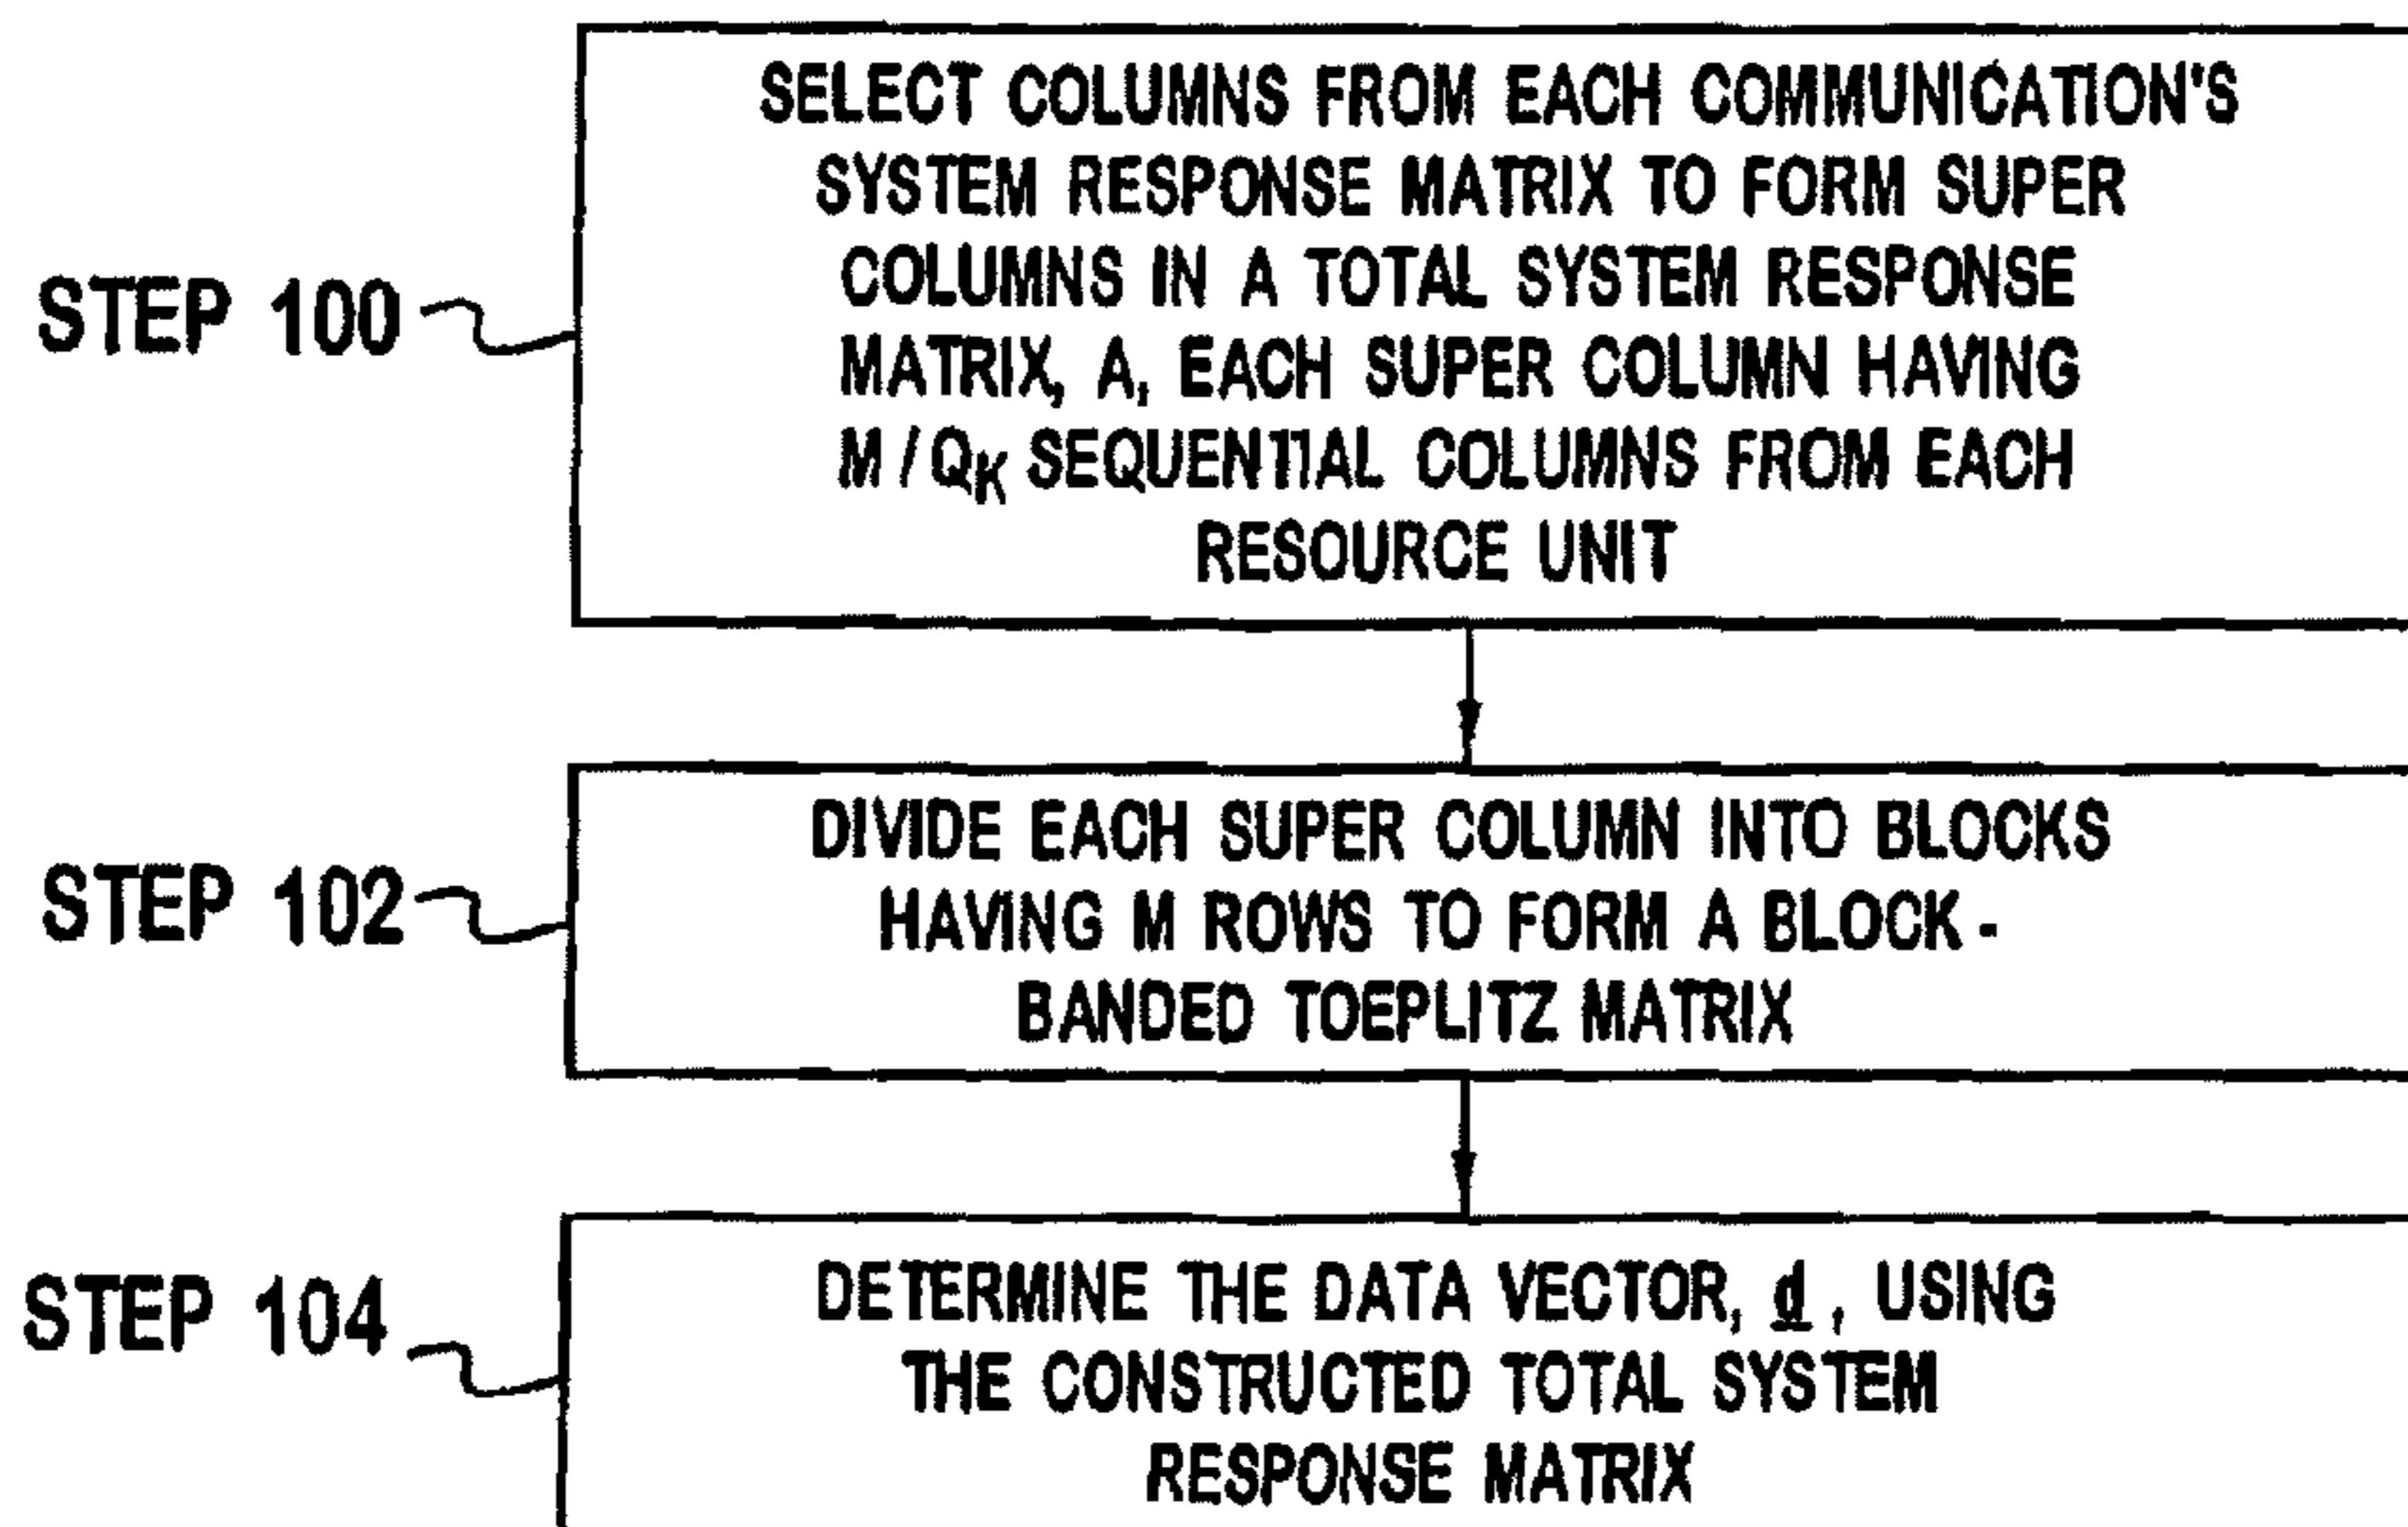 SELECT COLUMNS FROM EACH COMMUNICATION'S
SYSTEM RESPONSE MATRIX TO FORM SUPER
COLUMNS IN A TOTAL SYSTEM RESPONSE
MATRIX, A, EACH SUPER COLUMN HAVING
M / QK SEQUENTIAL COLUMNS FROM EACH
RESOURCE UNIT
STEP 100
DIVIDE EACH SUPER COLUMN INTO BLOCKS
HAVING M ROWS TO FORM A BLOCK -
BANDED TOEPLITZ MATRIX
STEP 102
DETERMINE THE DATA VECTOR, d, USING
THE CONSTRUCTED TOTAL SYSTEM
RESPONSE MATRIX
STEP 104